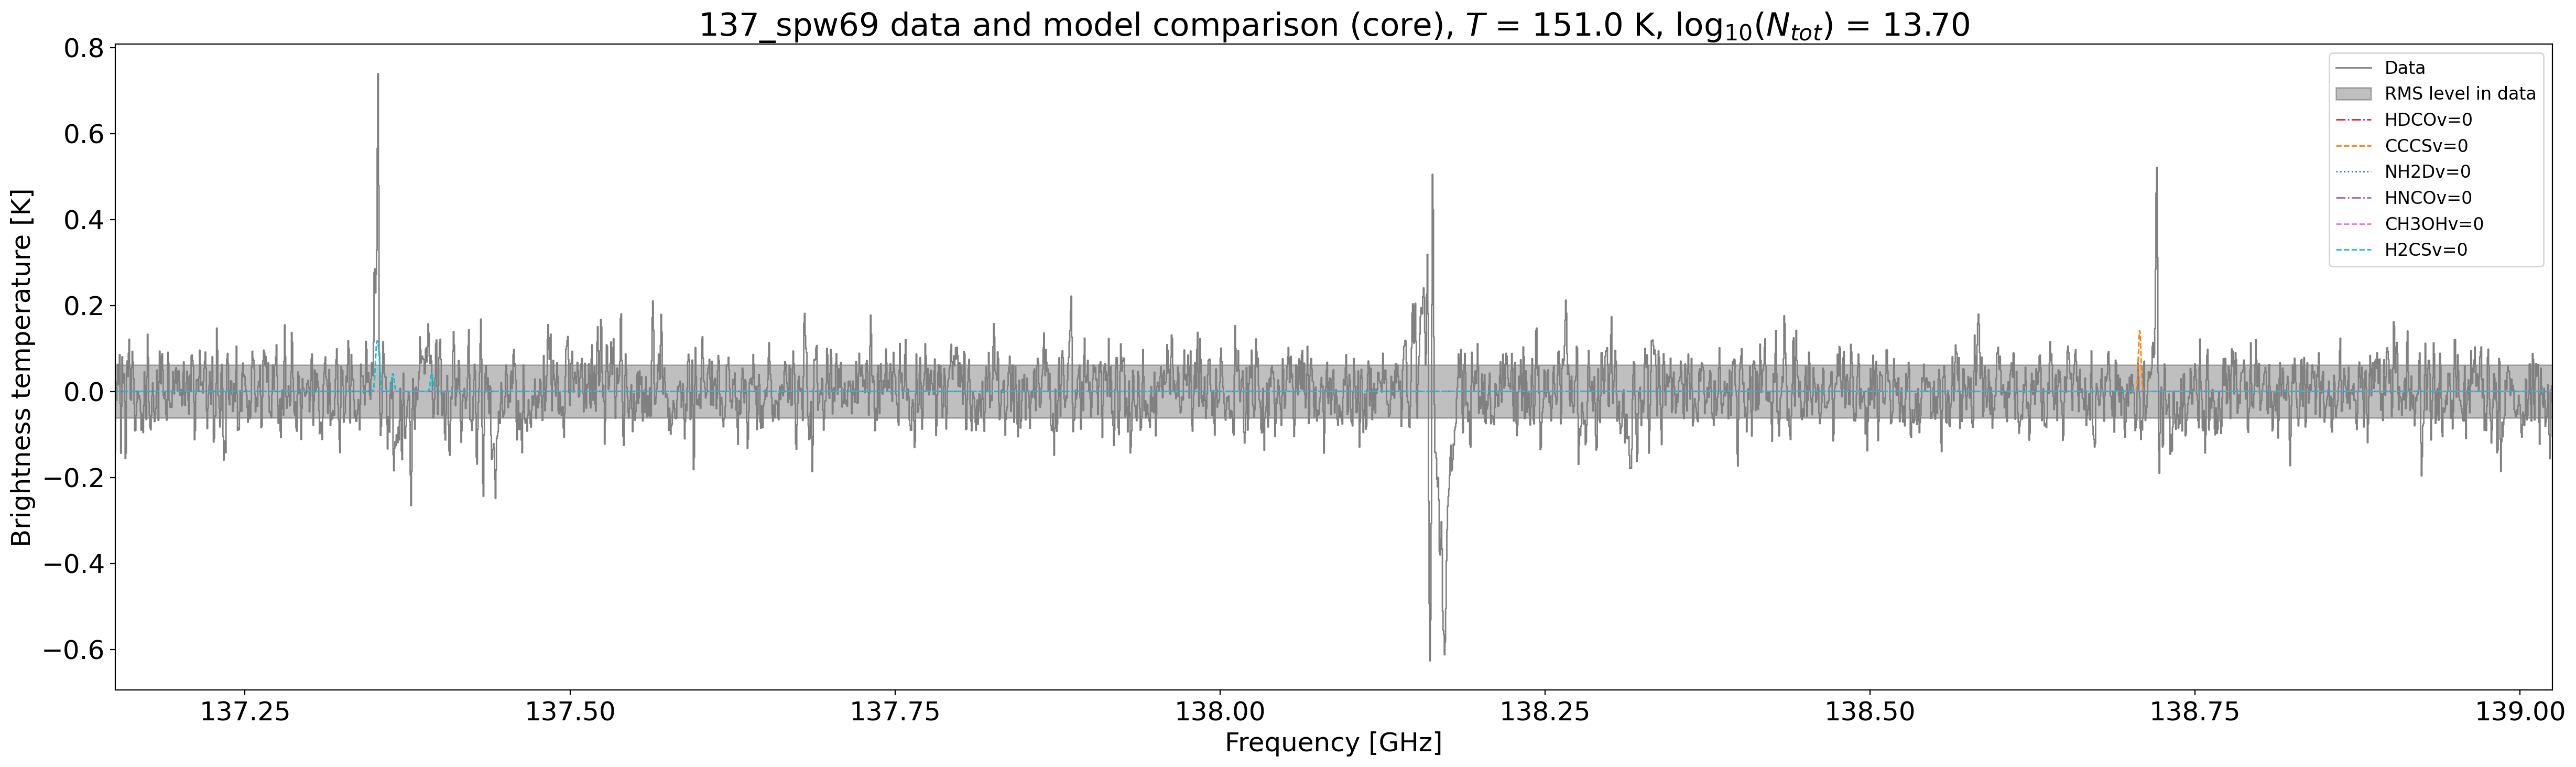 137_spw69 data and model comparison (core), T = 151.0 K, log₁₀(Nₜₒₜ) = 13.70
Brightness temperature [K]
0.8
0.6
0.4
0.2
0.0
−0.2
−0.4
−0.6
Data
RMS level in data
HDCOv=0
CCCSv=0
NH2Dv=0
HNCOv=0
CH3OHv=0
H2CSv=0
137.25 137.50 137.75 138.00 138.25 138.50 138.75 139.00
Frequency [GHz]